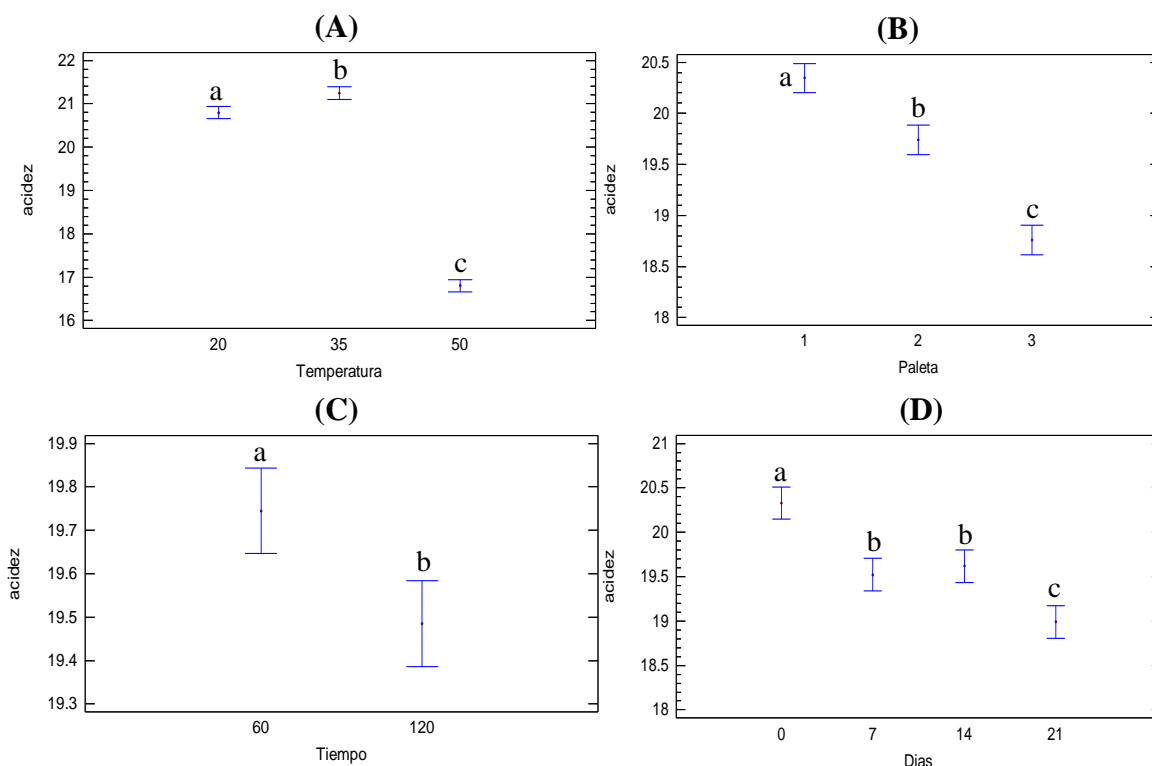 (A)
22
21
20
19
18
17
16
acidez
a
b
c
20
35
50
Temperatura
(B)
20.5
20
19.5
19
18.5
18
acidez
a
b
c
1
2
3
Paleta
(C)
19.9
19.8
19.7
19.6
19.5
19.4
19.3
acidez
a
b
60
120
Tiempo
(D)
21
20.5
20
19.5
19
18.5
18
acidez
a
b
b
c
0
7
14
21
Dias